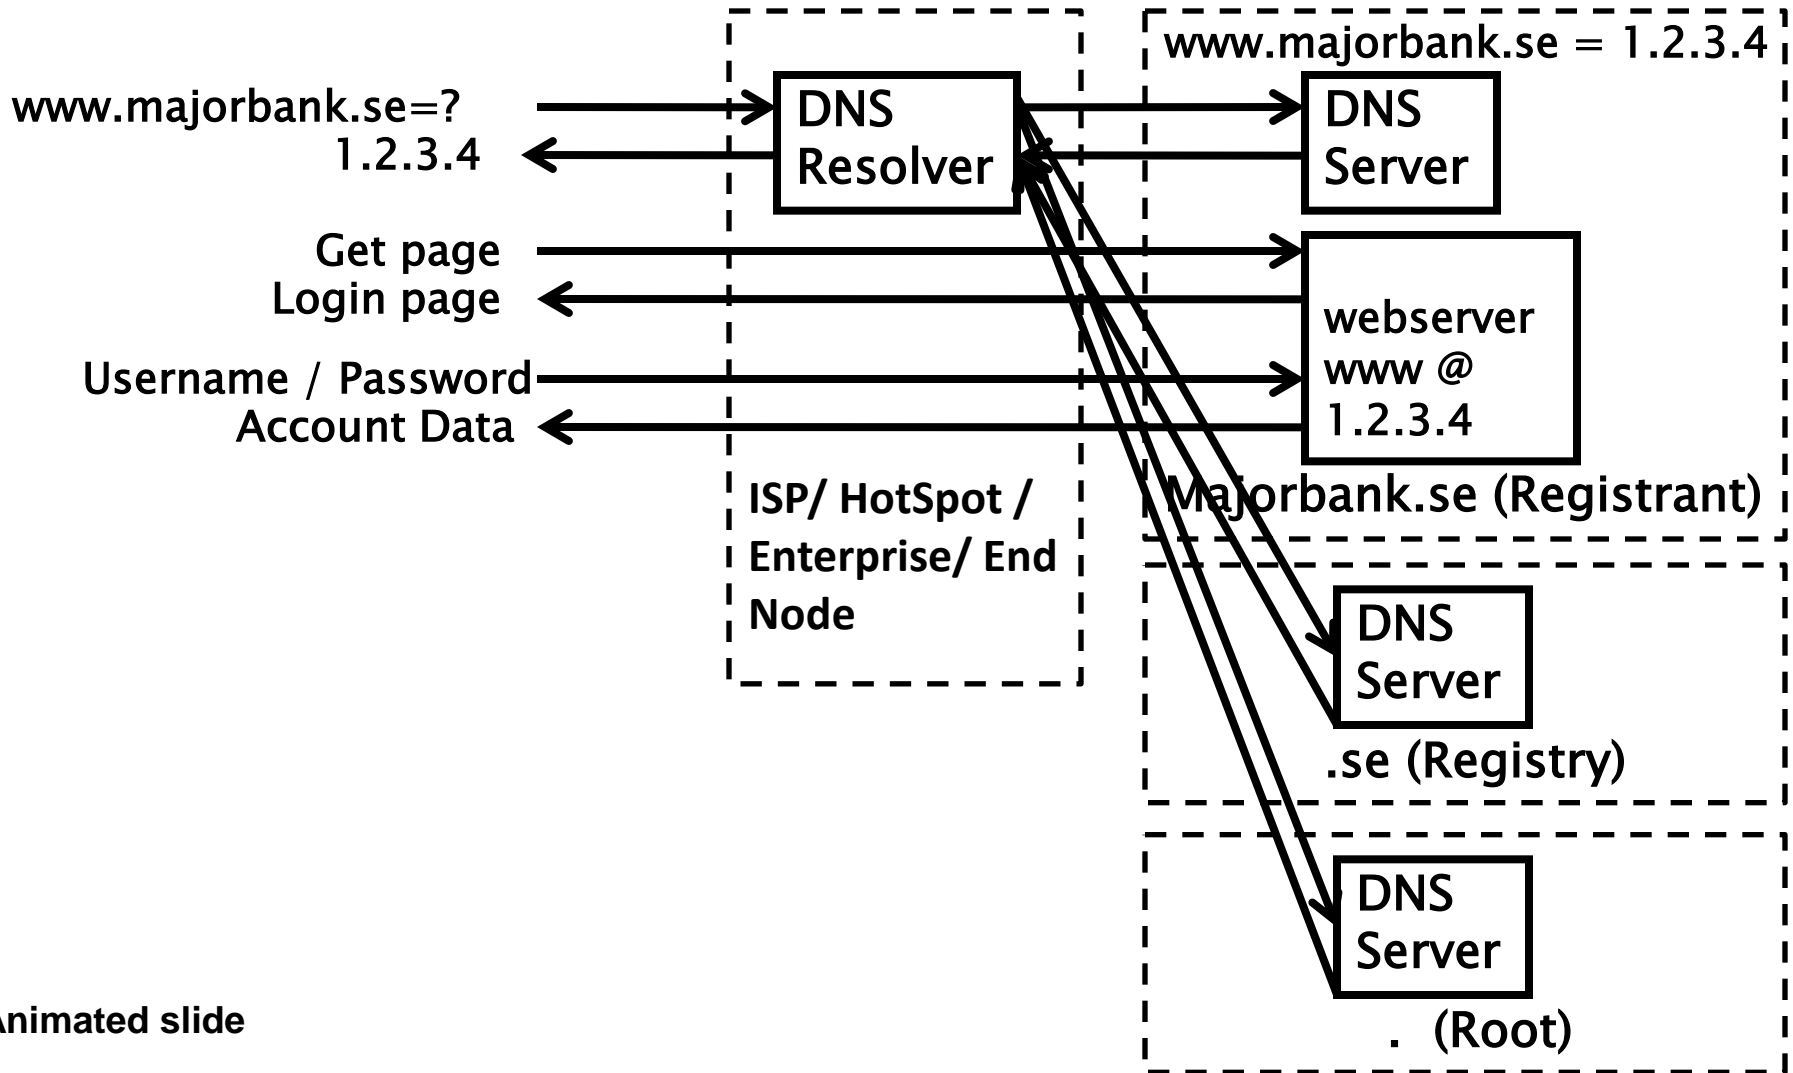 www.majorbank.se=?
1.2.3.4
Get page
Login page
Username / Password
Account Data
DNS
Resolver
ISP/ HotSpot /
Enterprise/ End
Node
www.majorbank.se = 1.2.3.4
DNS
Server
webserver
www @
1.2.3.4
Majorbank.se (Registrant)
DNS
Server
.se (Registry)
DNS
Server
. (Root)
Animated slide